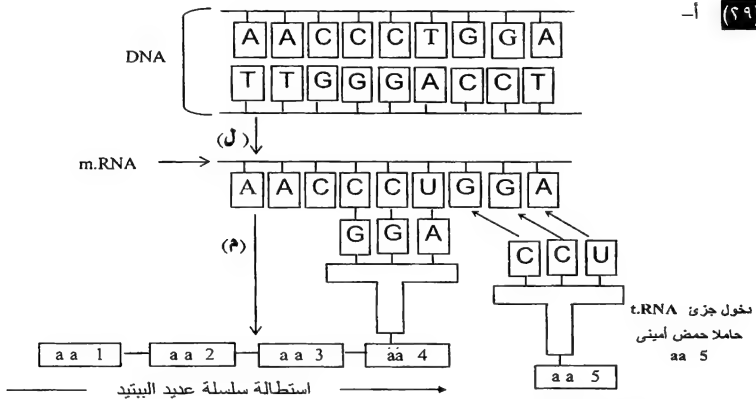 (٢٩) أ-
DNA
A A C C C T G G A
T T G G G A C C T
(ل)
m.RNA
A A C C C U G G A
G G A
C C U
(م)
دخول جزئ t.RNA
حاملا حمض أمينى
aa 5
aa 1 aa 2 aa 3 aa 4
aa 5
استطالة سلسلة عديد الببتيد